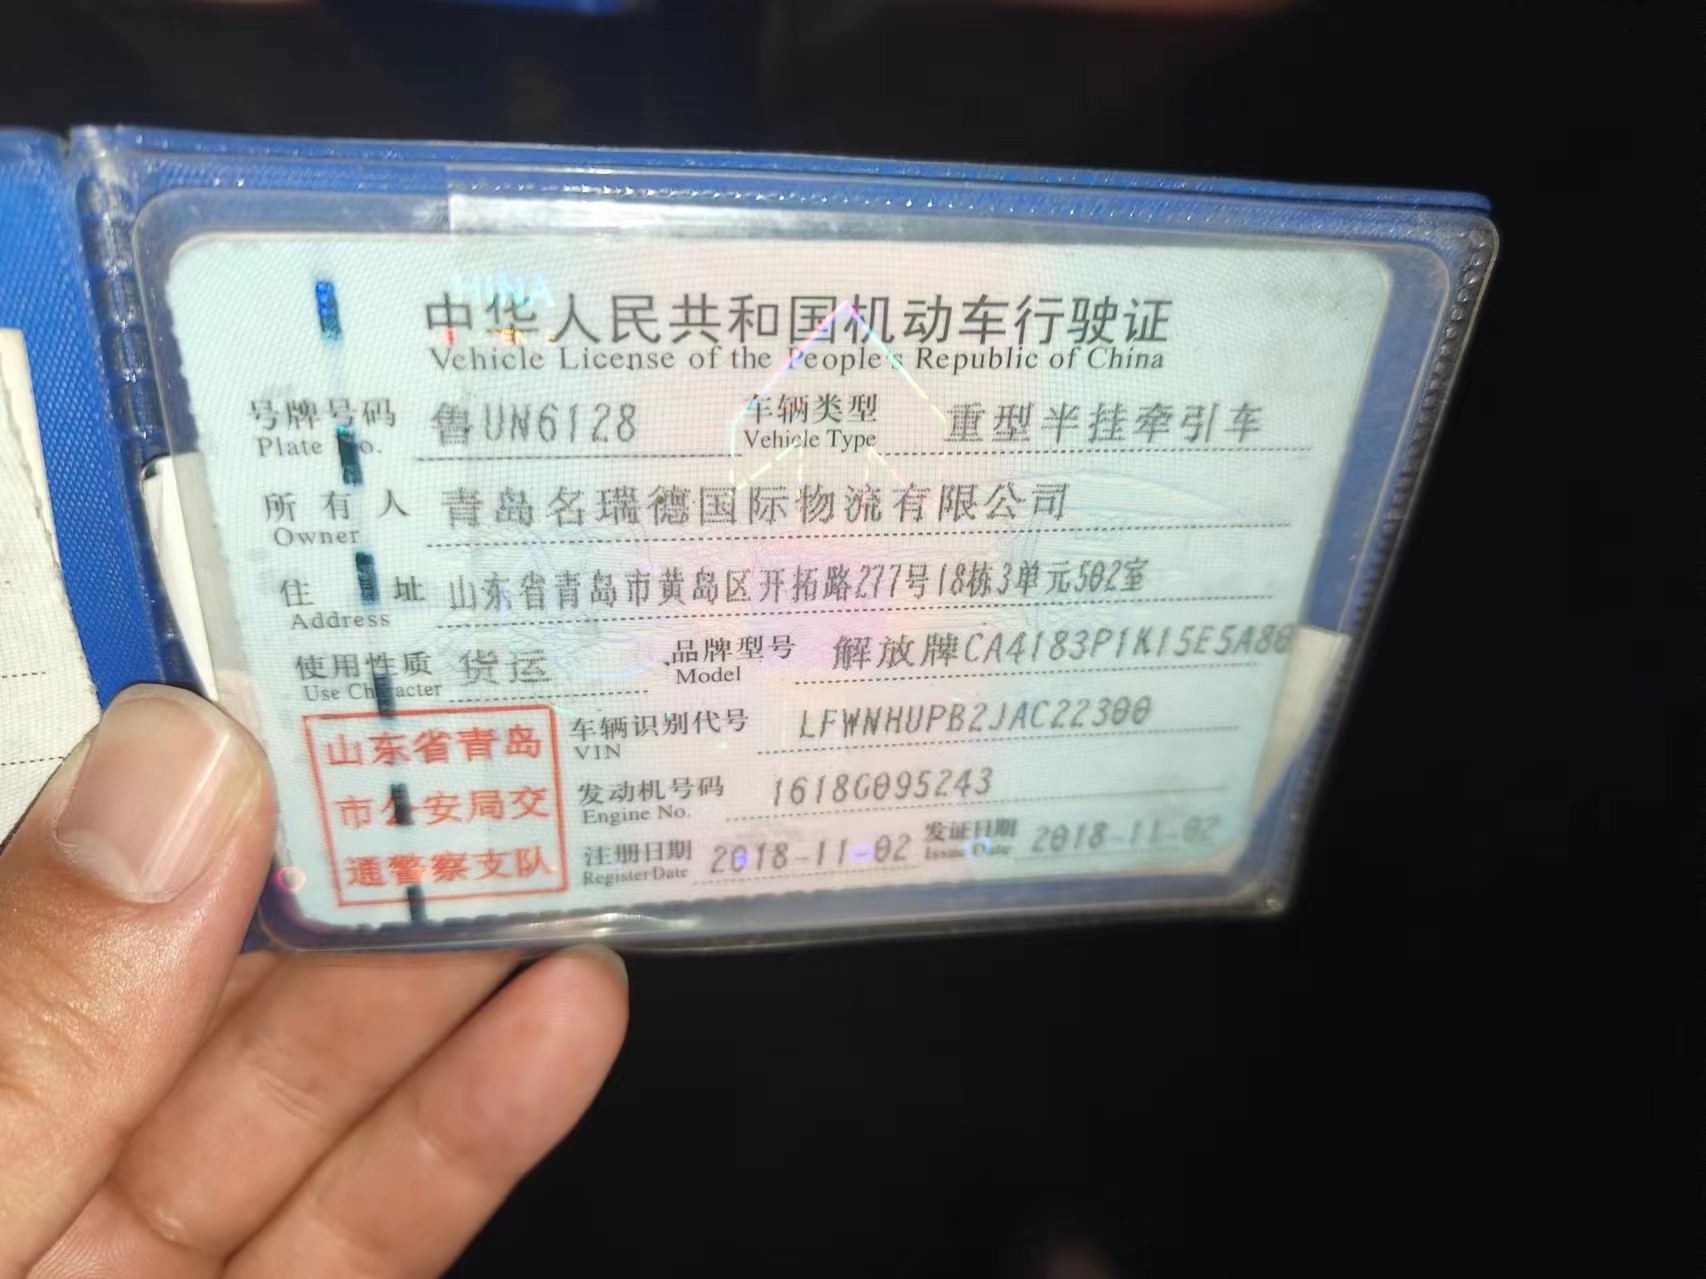 中华人民共和国机动车行驶证
Vehicle License of the People's Republic of China
号牌号码 鲁UN6128 车辆类型 重型半挂牵引车
Plate No. Vehicle Type
所有人 青岛名瑞德国际物流有限公司
Owner
住址 山东省青岛市黄岛区开拓路277号18栋3单元502室
Address
使用性质 货运 品牌型号 解放牌CA4183P1K15E5A80
Use Character Model
山东省青岛
市公安局交
通警察支队
车辆识别代号 LFWNHUPB2JAC22300
VIN
发动机号码 1618G095243
Engine No.
注册日期 2018-11-02 发证日期 2018-11-02
Register Date Issue Date